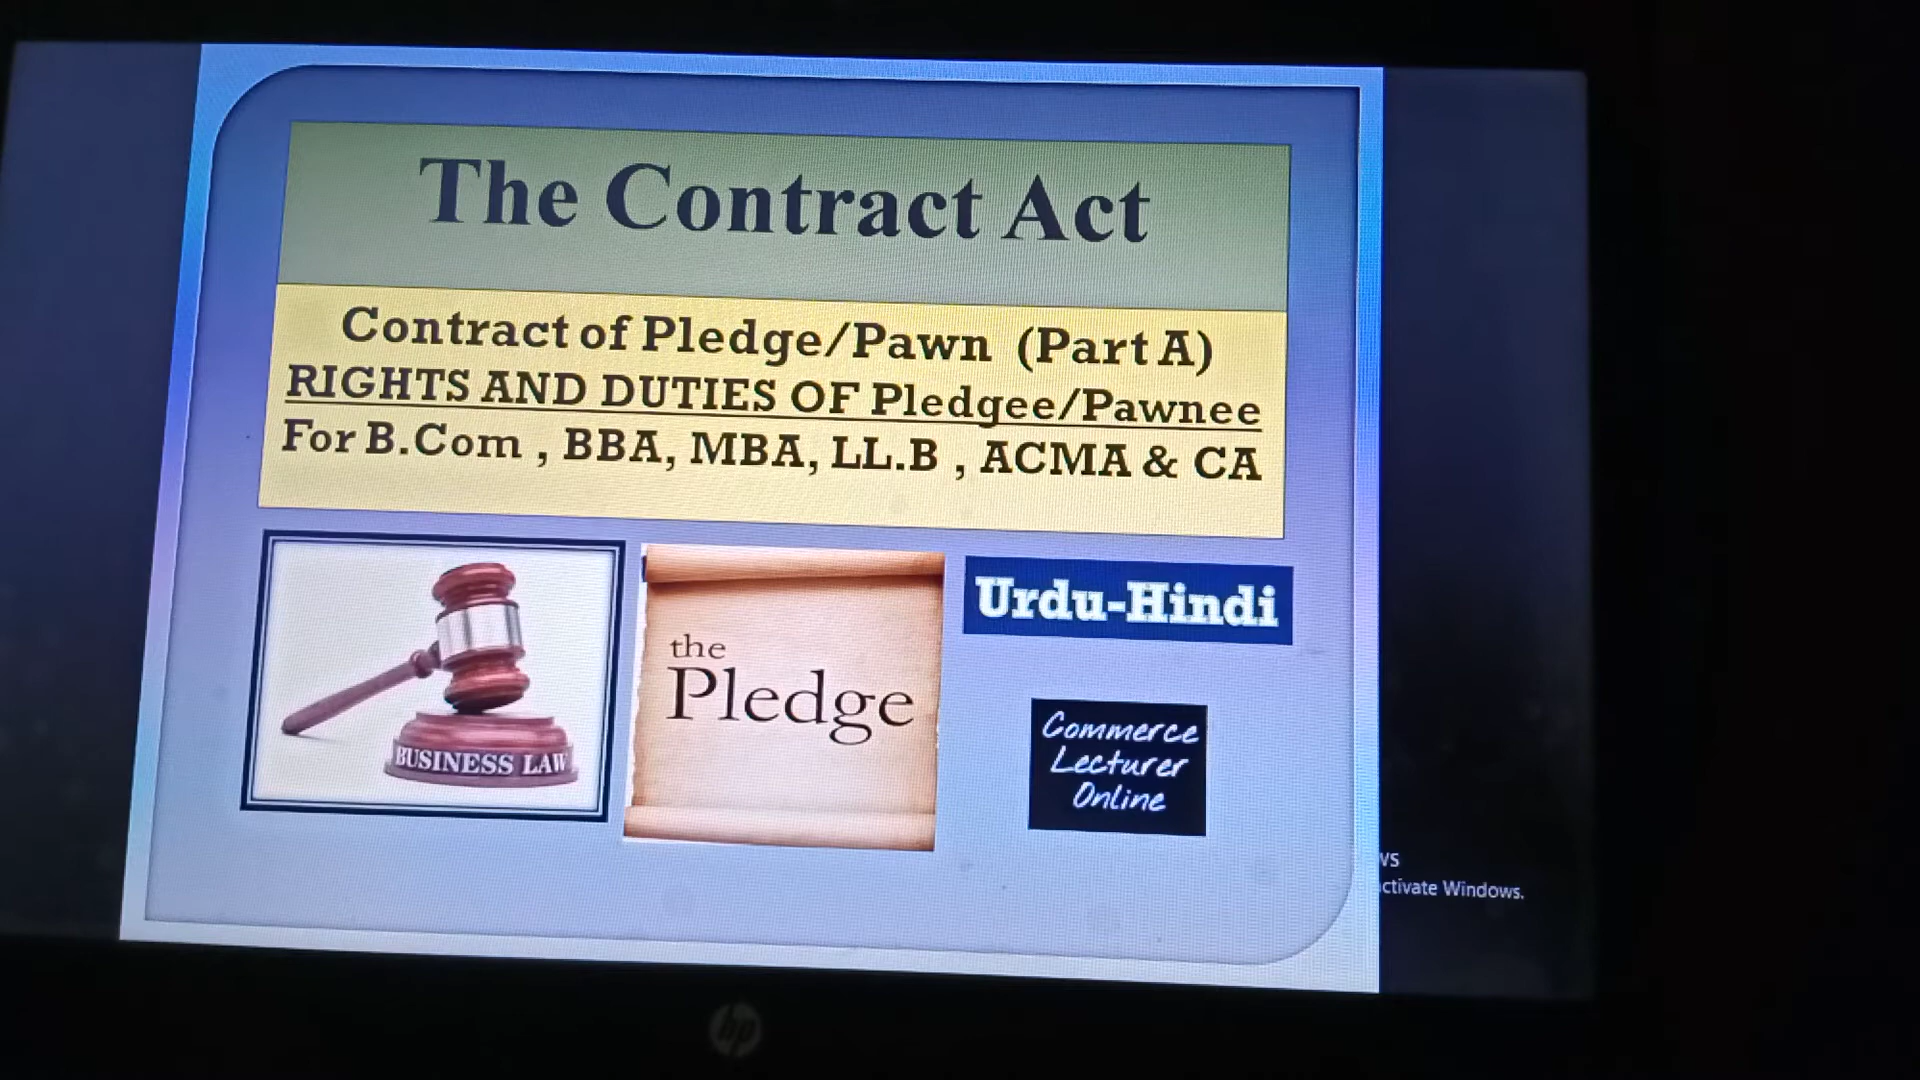 The Contract Act
Contract of Pledge/Pawn (Part A)
RIGHTS AND DUTIES OF Pledgee/Pawnee
For B.Com , BBA, MBA, LL.B , ACMA & CA
BUSINESS LAW
the
Pledge
Urdu-Hindi
Commerce
Lecturer
Online
ctivate Windows.
hp